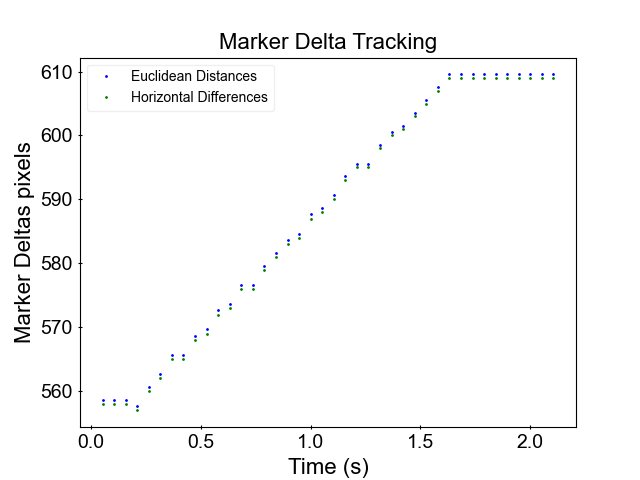 Marker Delta Tracking
Euclidean Distances
Horizontal Differences
Marker Deltas pixels
610
600
590
580
570
560
0.0 0.5 1.0 1.5 2.0
Time (s)